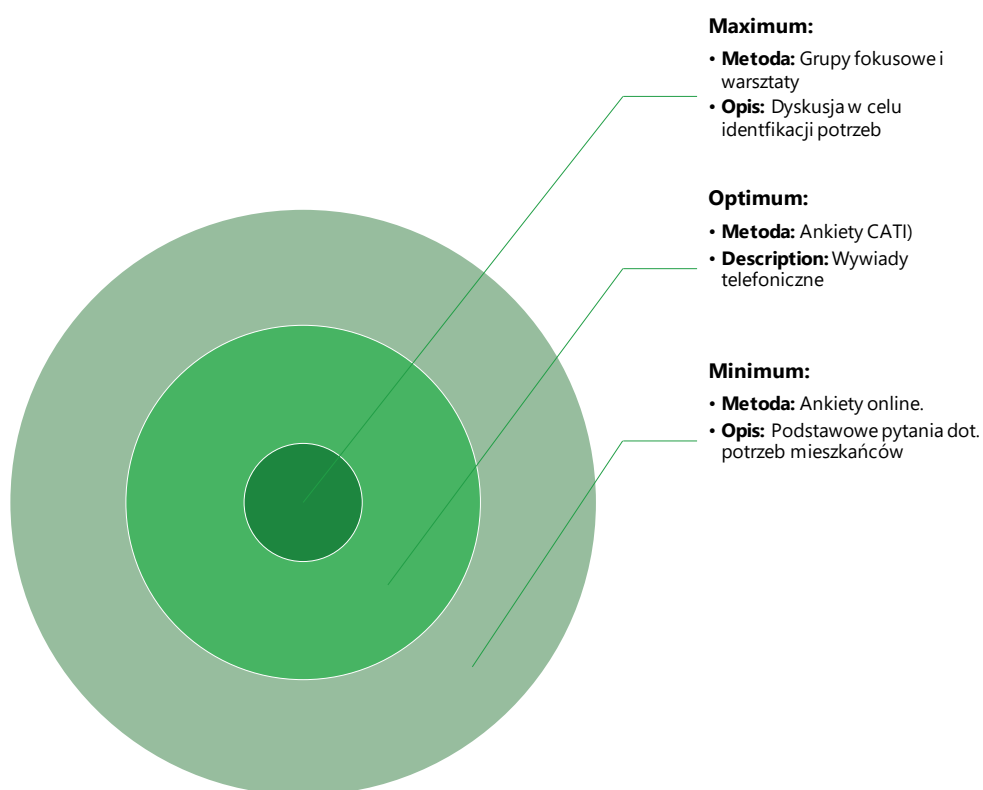 Maximum:
• Metoda: Grupy fokusowe i
warsztaty
• Opis: Dyskusja w celu
identfikacji potrzeb
Optimum:
• Metoda: Ankiety CATI)
• Description: Wywiady
telefoniczne
Minimum:
• Metoda: Ankiety online.
• Opis: Podstawowe pytania dot.
potrzeb mieszkańców